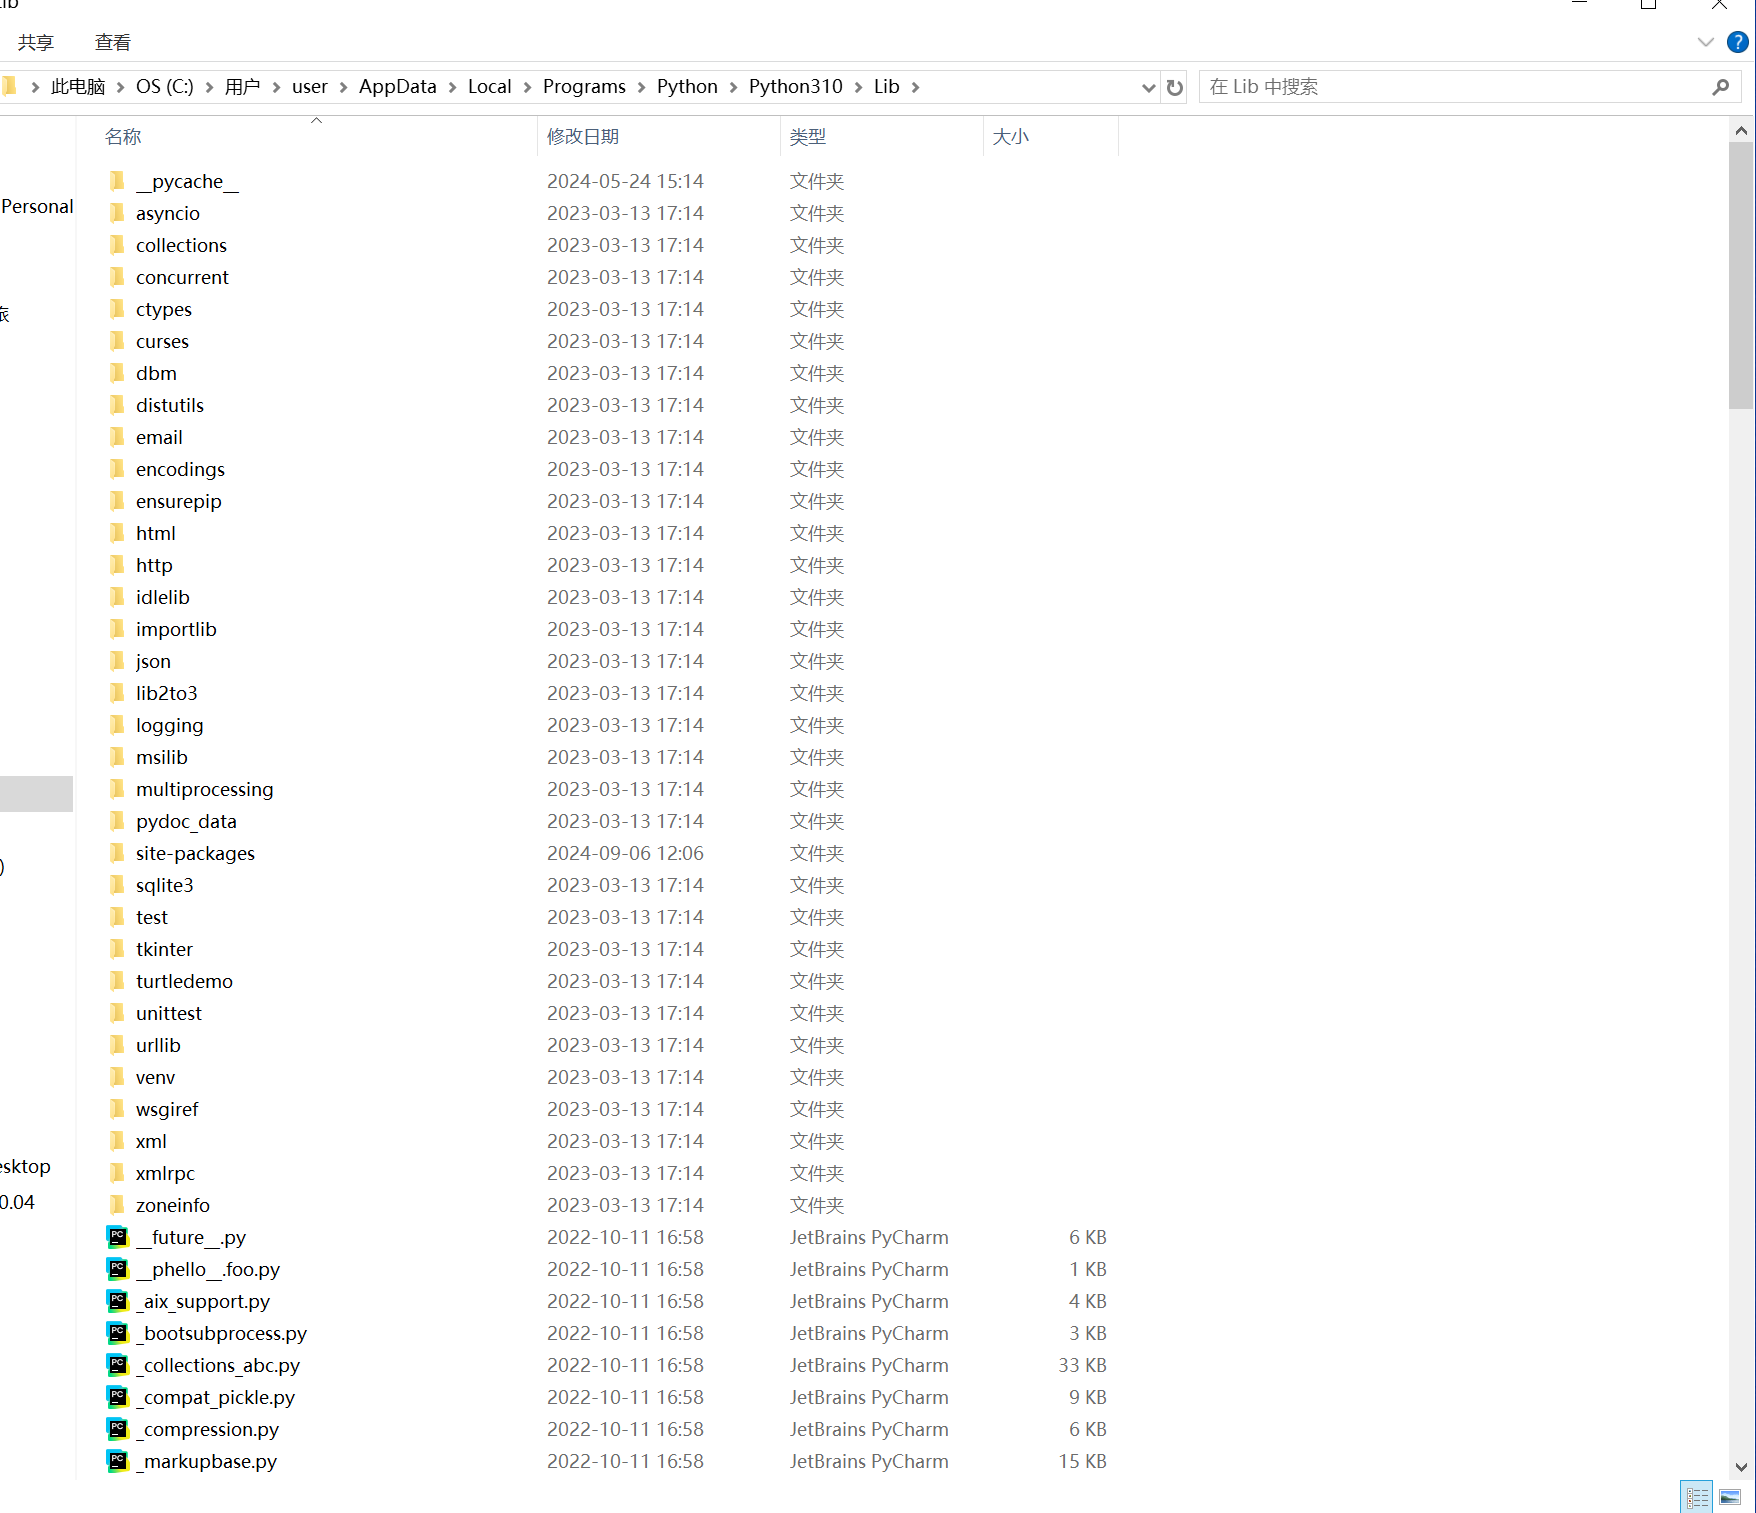 共享 查看
此电脑 > OS (C:) > 用户 > user > AppData > Local > Programs > Python > Python310 > Lib >
在 Lib 中搜索
名称 修改日期 类型 大小
__pycache__ 2024-05-24 15:14 文件夹
Personal
asyncio 2023-03-13 17:14 文件夹
collections 2023-03-13 17:14 文件夹
concurrent 2023-03-13 17:14 文件夹
ctypes 2023-03-13 17:14 文件夹
curses 2023-03-13 17:14 文件夹
dbm 2023-03-13 17:14 文件夹
distutils 2023-03-13 17:14 文件夹
email 2023-03-13 17:14 文件夹
encodings 2023-03-13 17:14 文件夹
ensurepip 2023-03-13 17:14 文件夹
html 2023-03-13 17:14 文件夹
http 2023-03-13 17:14 文件夹
idlelib 2023-03-13 17:14 文件夹
importlib 2023-03-13 17:14 文件夹
json 2023-03-13 17:14 文件夹
lib2to3 2023-03-13 17:14 文件夹
logging 2023-03-13 17:14 文件夹
msilib 2023-03-13 17:14 文件夹
multiprocessing 2023-03-13 17:14 文件夹
pydoc_data 2023-03-13 17:14 文件夹
site-packages 2024-09-06 12:06 文件夹
)
sqlite3 2023-03-13 17:14 文件夹
test 2023-03-13 17:14 文件夹
tkinter 2023-03-13 17:14 文件夹
turtledemo 2023-03-13 17:14 文件夹
unittest 2023-03-13 17:14 文件夹
urllib 2023-03-13 17:14 文件夹
venv 2023-03-13 17:14 文件夹
wsgiref 2023-03-13 17:14 文件夹
xml 2023-03-13 17:14 文件夹
esktop
xmlrpc 2023-03-13 17:14 文件夹
0.04
zoneinfo 2023-03-13 17:14 文件夹
__future__.py 2022-10-11 16:58 JetBrains PyCharm 6 KB
__phello__.foo.py 2022-10-11 16:58 JetBrains PyCharm 1 KB
_aix_support.py 2022-10-11 16:58 JetBrains PyCharm 4 KB
_bootsubprocess.py 2022-10-11 16:58 JetBrains PyCharm 3 KB
_collections_abc.py 2022-10-11 16:58 JetBrains PyCharm 33 KB
_compat_pickle.py 2022-10-11 16:58 JetBrains PyCharm 9 KB
_compression.py 2022-10-11 16:58 JetBrains PyCharm 6 KB
_markupbase.py 2022-10-11 16:58 JetBrains PyCharm 15 KB